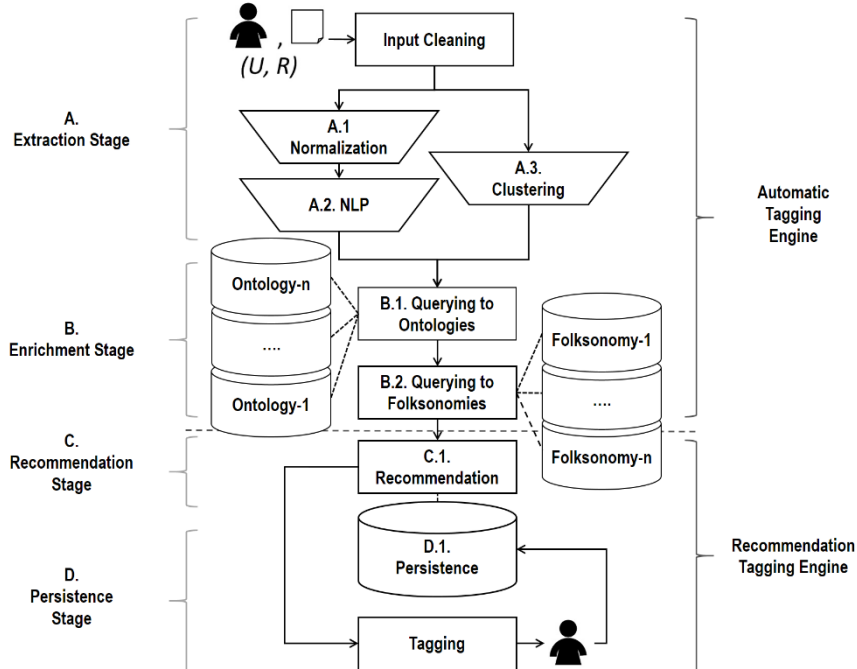 Input Cleaning
,
(U, R)
A.
Extraction Stage
A.1
Normalization
A.2. NLP
A.3.
Clustering
Automatic
Tagging
Engine
B.
Enrichment Stage
Ontology-n
....
Ontology-1
B.1. Querying to
Ontologies
B.2. Querying to
Folksonomies
Folksonomy-1
....
Folksonomy-n
C.
Recommendation
Stage
C.1.
Recommendation
D.
Persistence
Stage
D.1.
Persistence
Tagging
Recommendation
Tagging Engine